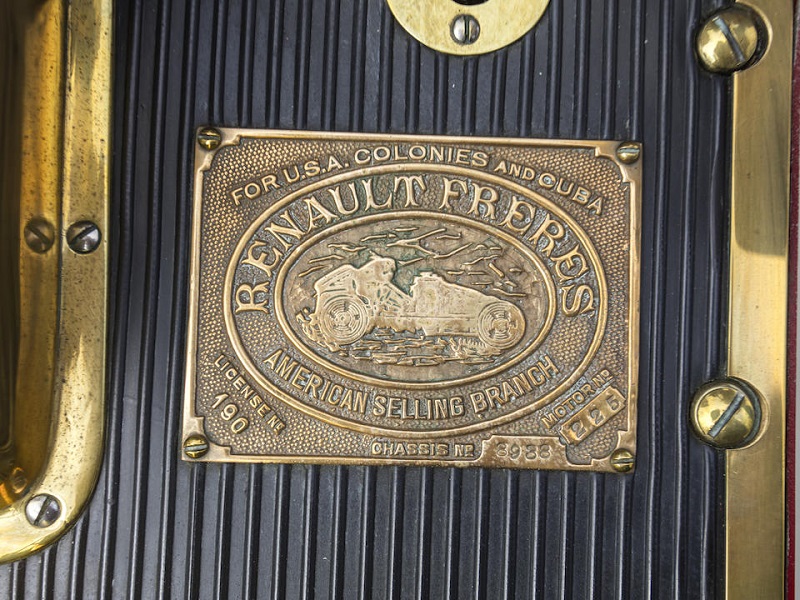 FOR U.S.A. COLONIES AND CUBA
RENAULT FRERES
AMERICAN SELLING BRANCH
LICENSE Nº
190
MOTOR Nº
CHASSIS Nº